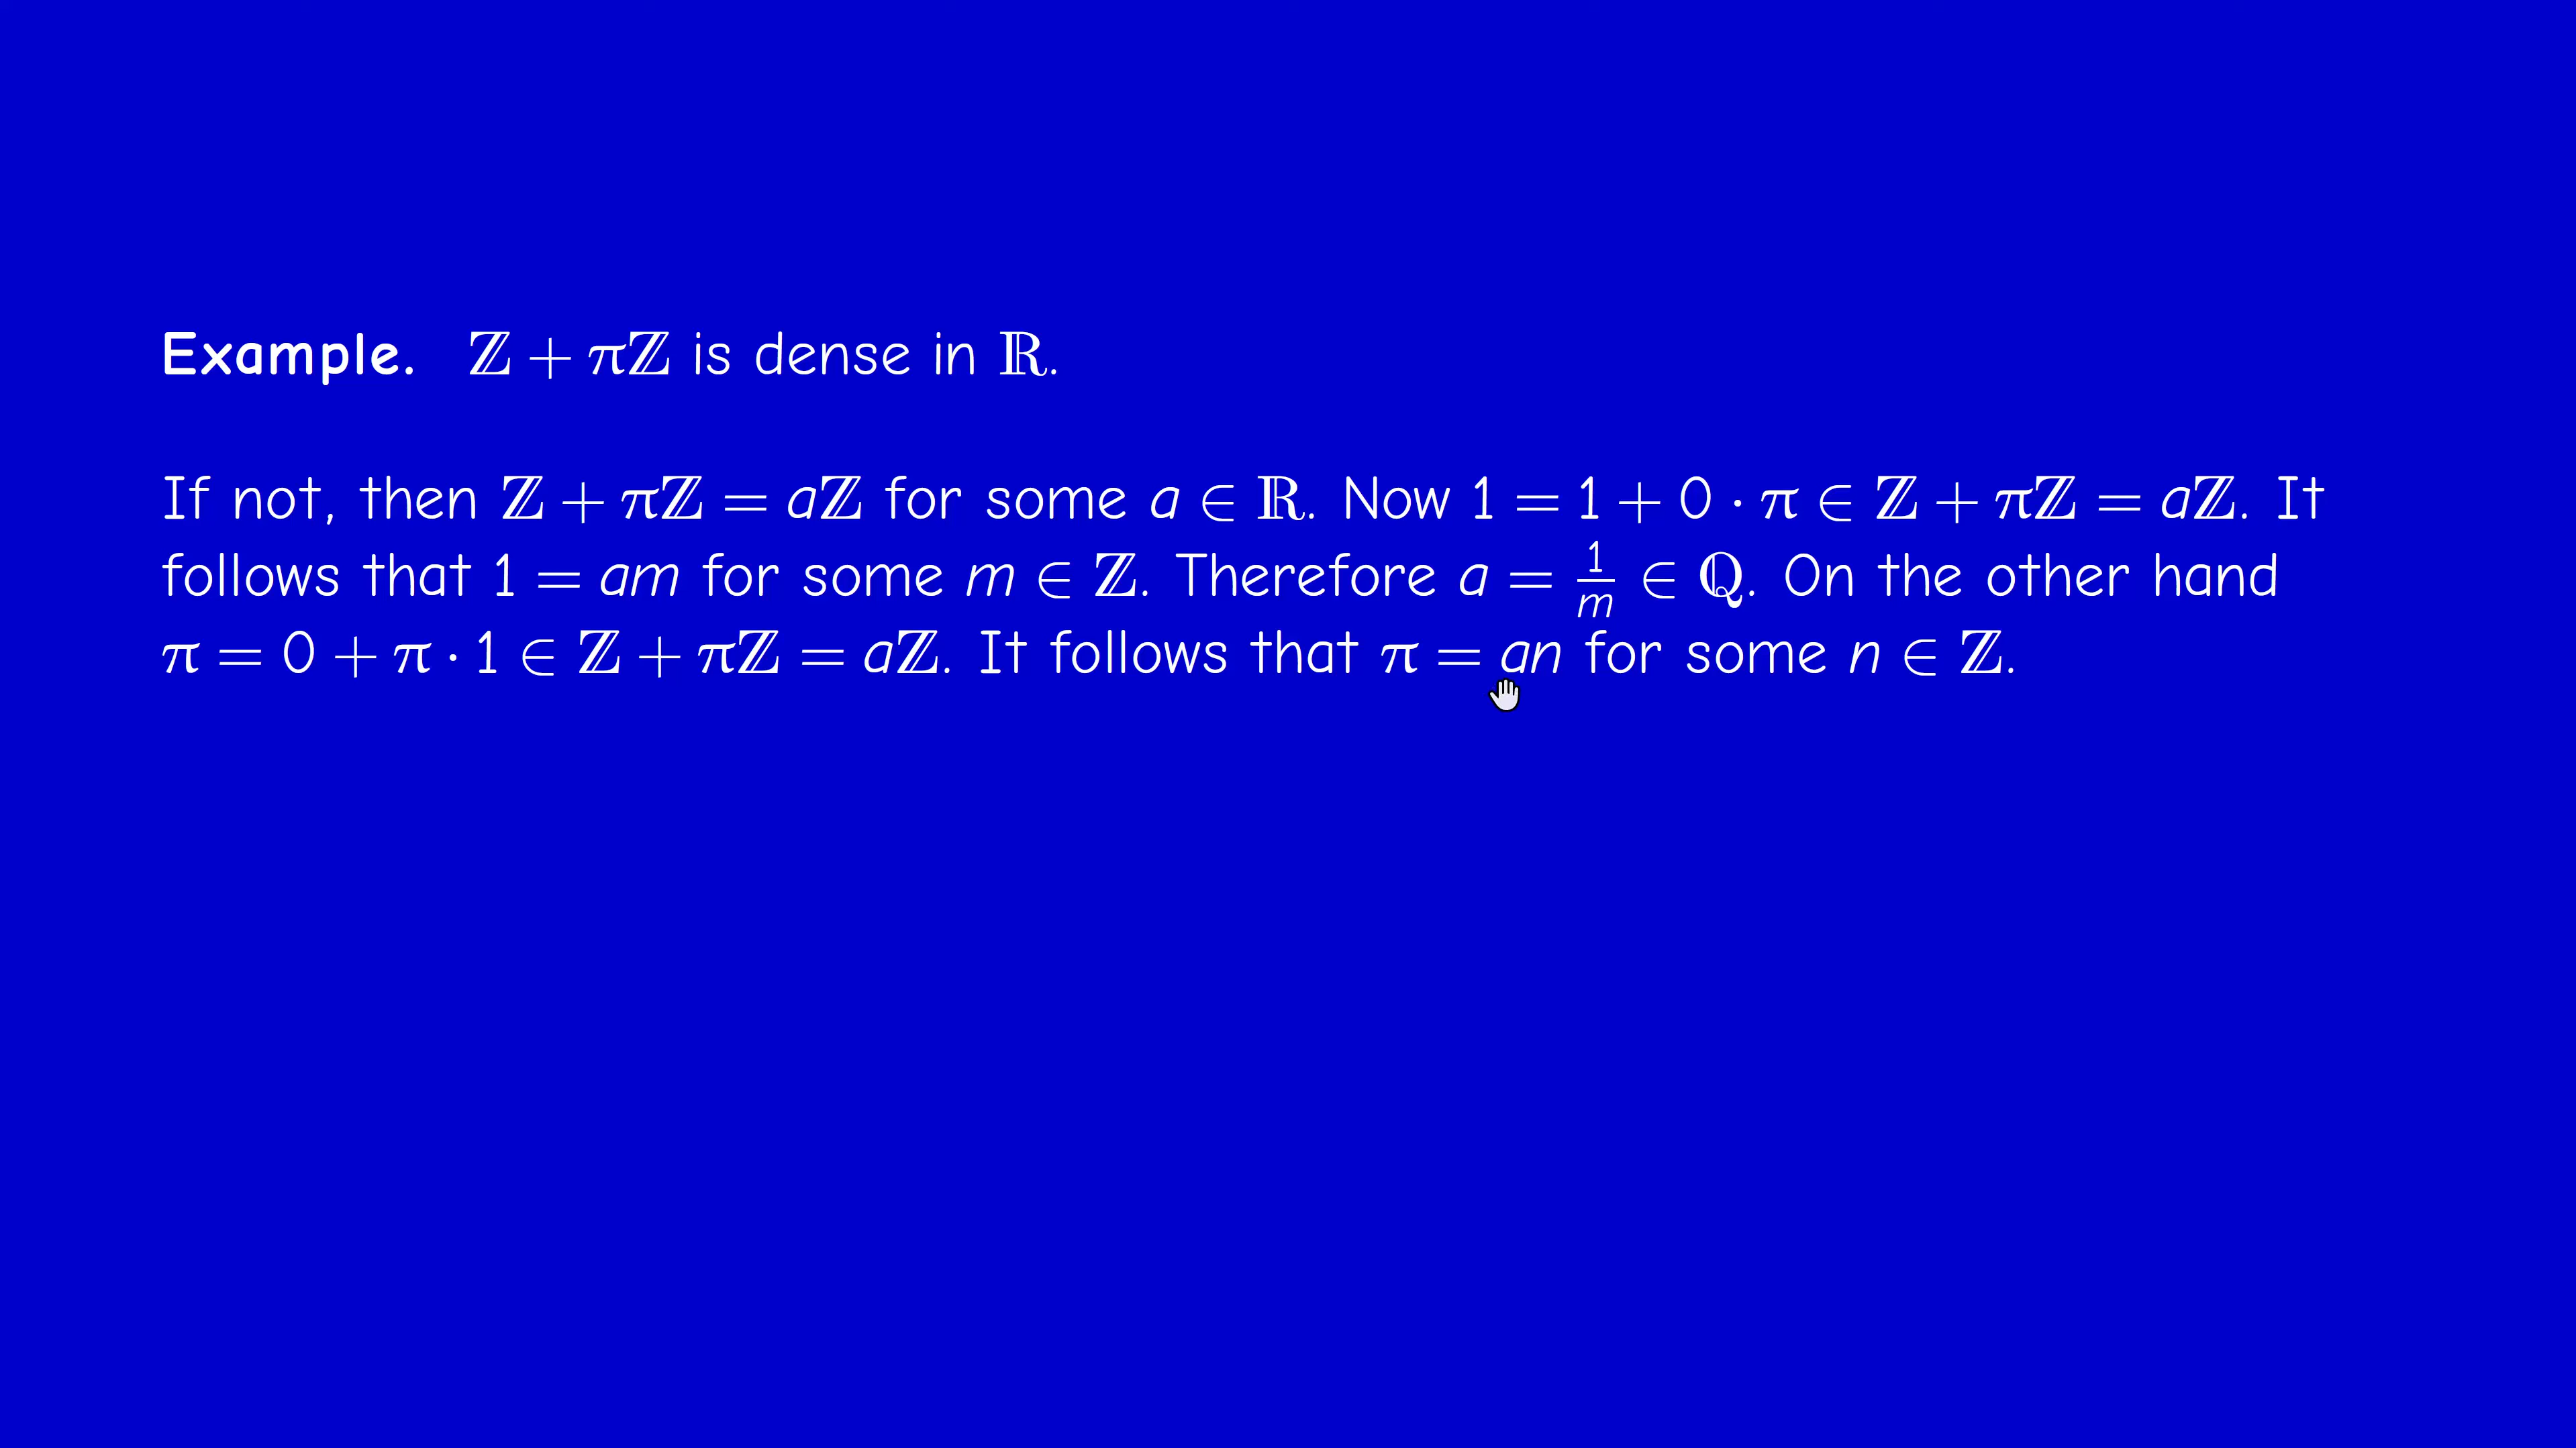 Example. ℤ + πℤ is dense in ℝ.
If not, then ℤ + πℤ = aℤ for some a ∈ ℝ. Now 1 = 1 + 0 · π ∈ ℤ + πℤ = aℤ. It
follows that 1 = am for some m ∈ ℤ. Therefore a = 1/m ∈ ℚ. On the other hand
π = 0 + π · 1 ∈ ℤ + πℤ = aℤ. It follows that π = an for some n ∈ ℤ.